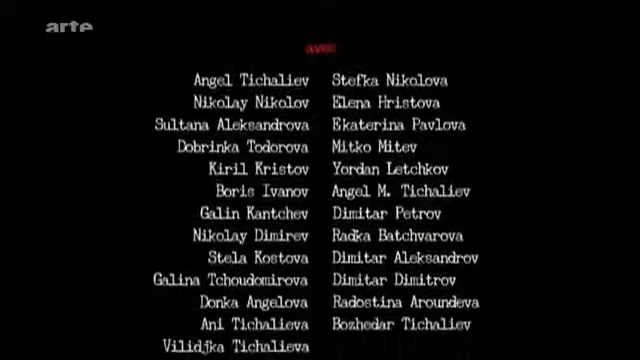 arte
avec
Angel Tichaliev Stefka Nikolova
Nikolay Nikolov Elena Hristova
Sultana Aleksandrova Ekaterina Pavlova
Dobrinka Todorova Mitko Mitev
Kiril Kristov Yordan Letchkov
Boris Ivanov Angel M. Tichaliev
Galin Kantchev Dimitar Petrov
Nikolay Dimirev Radka Batchvarova
Stela Kostova Dimitar Aleksandrov
Galina Tchoudomirova Dimitar Dimitrov
Donka Angelova Radostina Aroundeva
Ani Tichalieva Bozhedar Tichaliev
Vilidjka Tichalieva